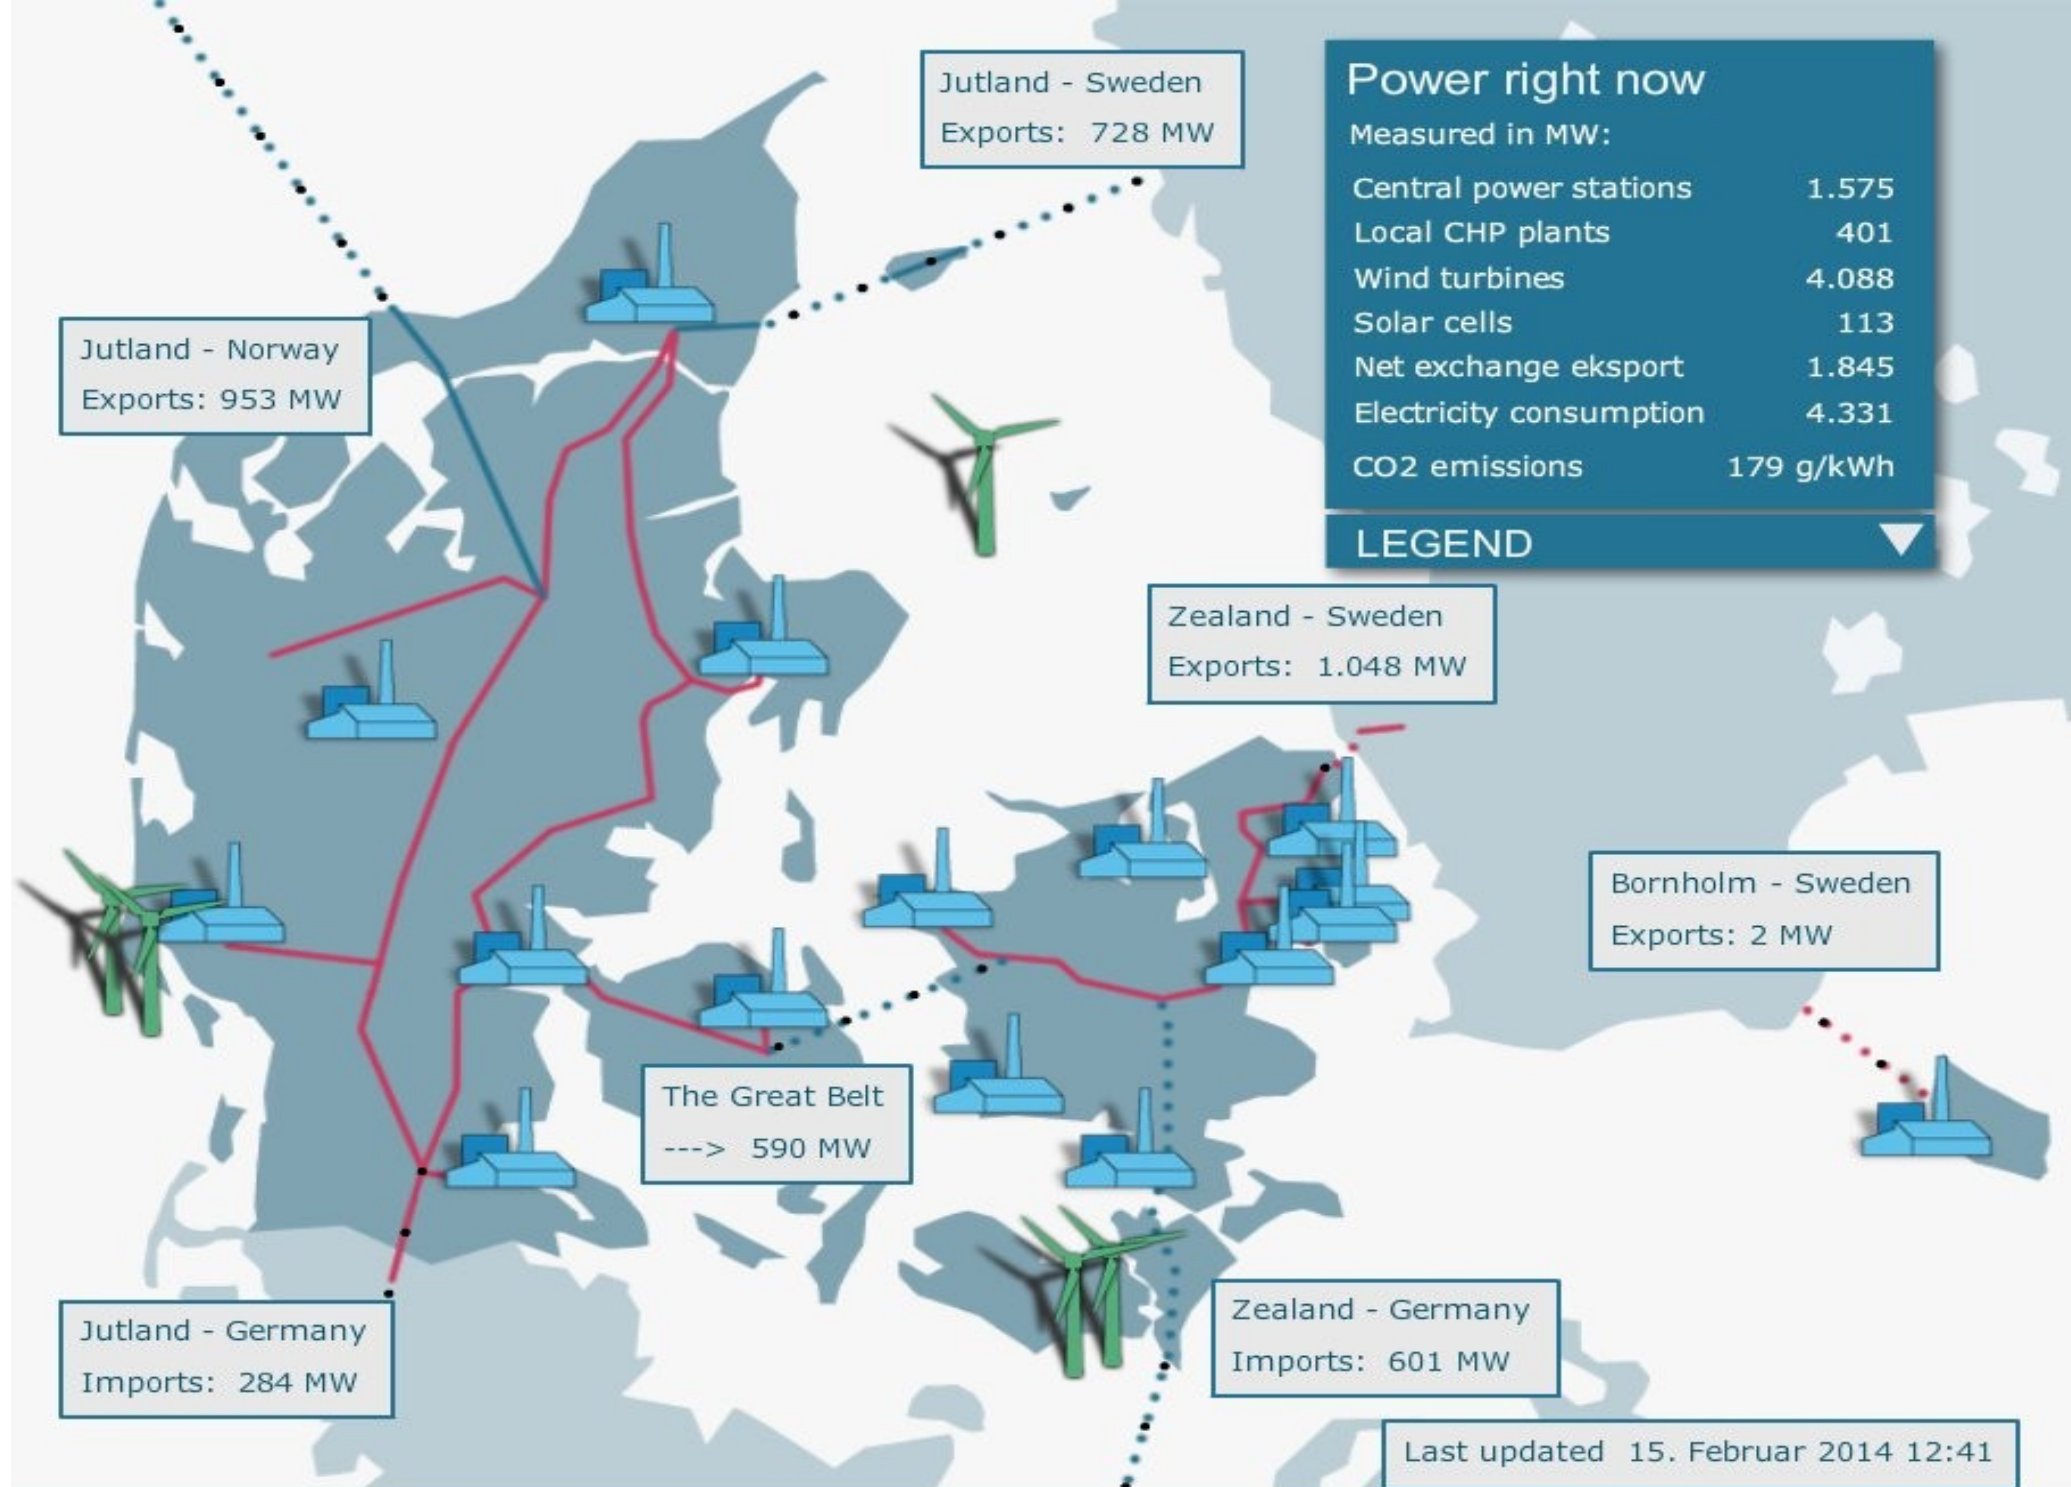 Jutland - Sweden
Exports: 728 MW
Power right now
Measured in MW:
Central power stations 1.575
Local CHP plants 401
Wind turbines 4.088
Solar cells 113
Net exchange eksport 1.845
Electricity consumption 4.331
CO2 emissions 179 g/kWh
LEGEND
Jutland - Norway
Exports: 953 MW
Zealand - Sweden
Exports: 1.048 MW
Bornholm - Sweden
Exports: 2 MW
The Great Belt
---> 590 MW
Jutland - Germany
Imports: 284 MW
Zealand - Germany
Imports: 601 MW
Last updated 15. Februar 2014 12:41